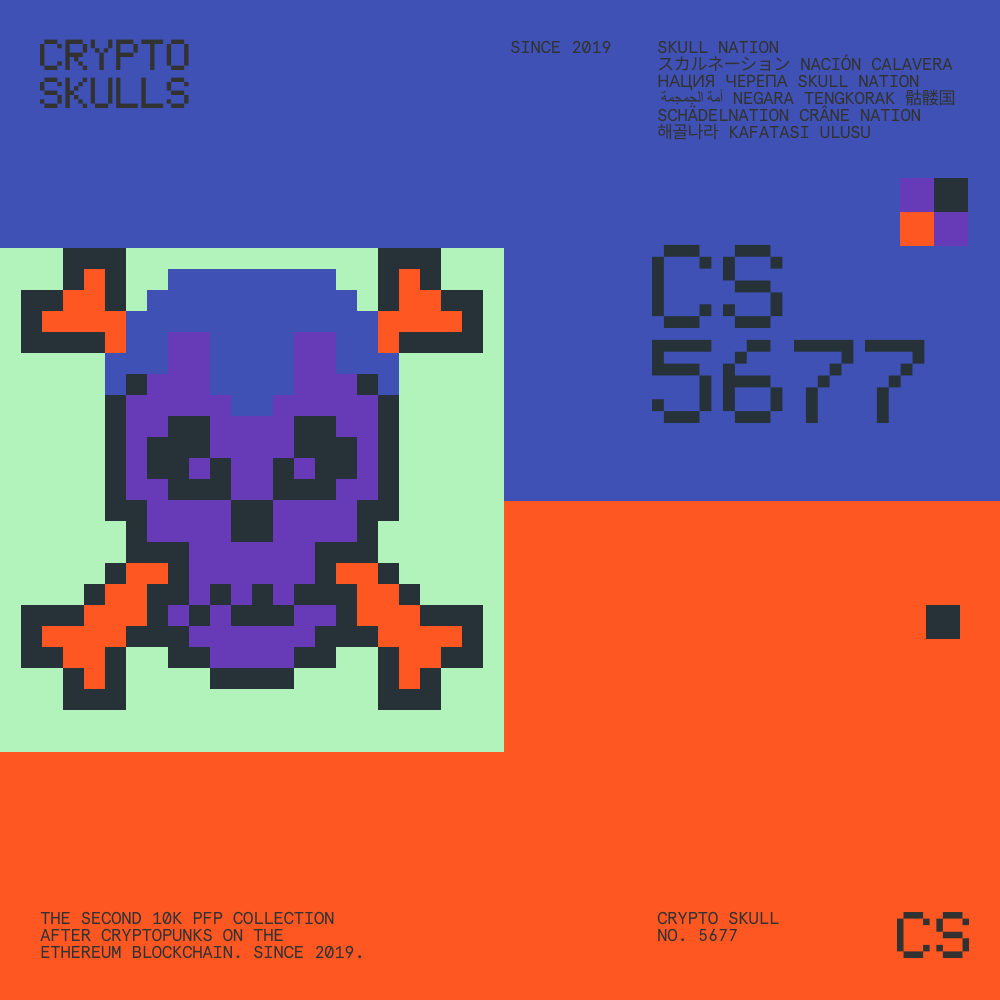 CRYPTO
SKULLS
SINCE 2019
SKULL NATION
スカルネーション NACIÓN CALAVERA
НАЦИЯ ЧЕРЕПА SKULL NATION
أمة الجمجمة NEGARA TENGKORAK 骷髏国
SCHÄDELNATION CRÂNE NATION
해골나라 KAFATASI ULUSU
CS
5677
THE SECOND 10K PFP COLLECTION
AFTER CRYPTOPUNKS ON THE
ETHEREUM BLOCKCHAIN. SINCE 2019.
CRYPTO SKULL
NO. 5677
CS